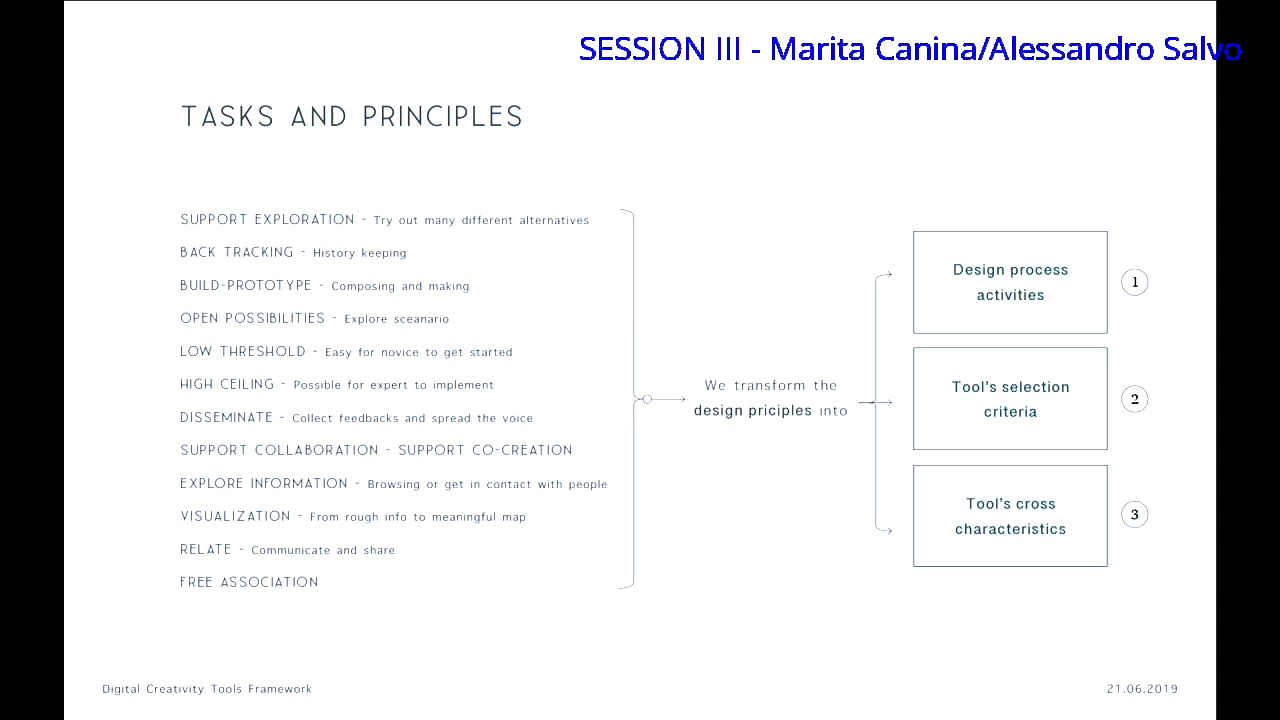 SESSION III - Marita Canina/Alessandro Salvo
TASKS AND PRINCIPLES
SUPPORT EXPLORATION - Try out many different alternatives
BACK TRACKING - History keeping
BUILD-PROTOTYPE - Composing and making
OPEN POSSIBILITIES - Explore sceanario
LOW THRESHOLD - Easy for novice to get started
HIGH CEILING - Possible for expert to implement
DISSEMINATE - Collect feedbacks and spread the voice
SUPPORT COLLABORATION - SUPPORT CO-CREATION
EXPLORE INFORMATION - Browsing or get in contact with people
VISUALIZATION - From rough info to meaningful map
RELATE - Communicate and share
FREE ASSOCIATION
We transform the
design priciples into
Design process
activities
1
Tool's selection
criteria
2
Tool's cross
characteristics
3
Digital Creativity Tools Framework
21.06.2019